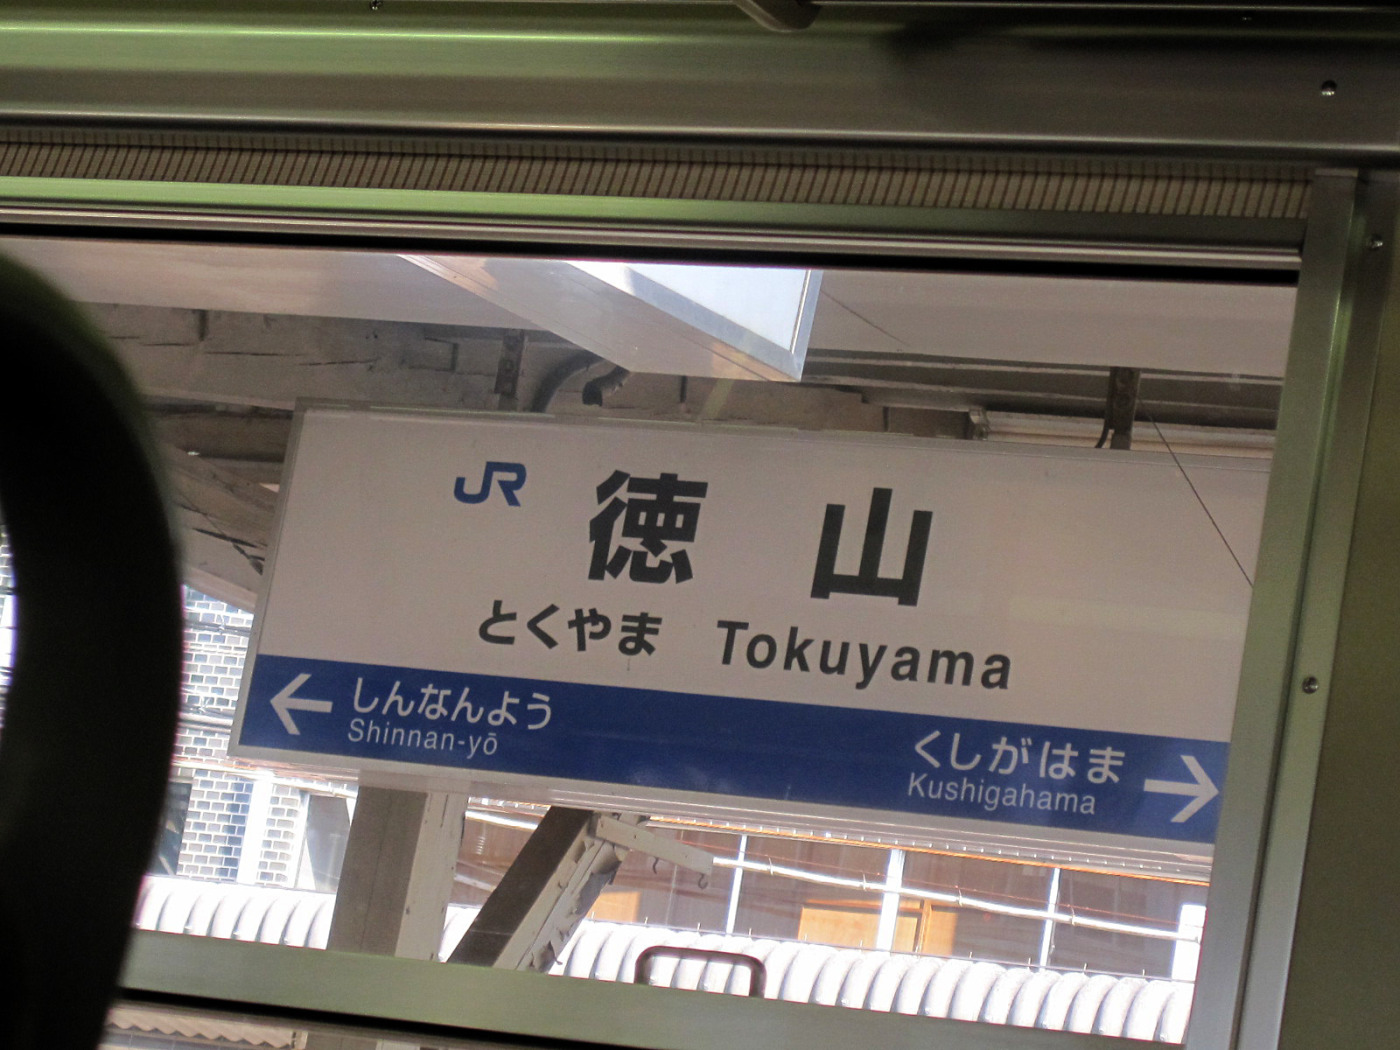 JR 徳山
とくやま Tokuyama
しんなんよう
Shinnan-yō
くしがはま
Kushigahama